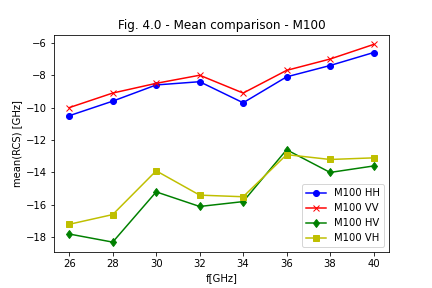 Fig. 4.0 - Mean comparison - M100
−6
−8
−10
−12
−14
−16
−18
mean(RCS) [GHz]
M100 HH
M100 VV
M100 HV
M100 VH
26 28 30 32 34 36 38 40
f[GHz]